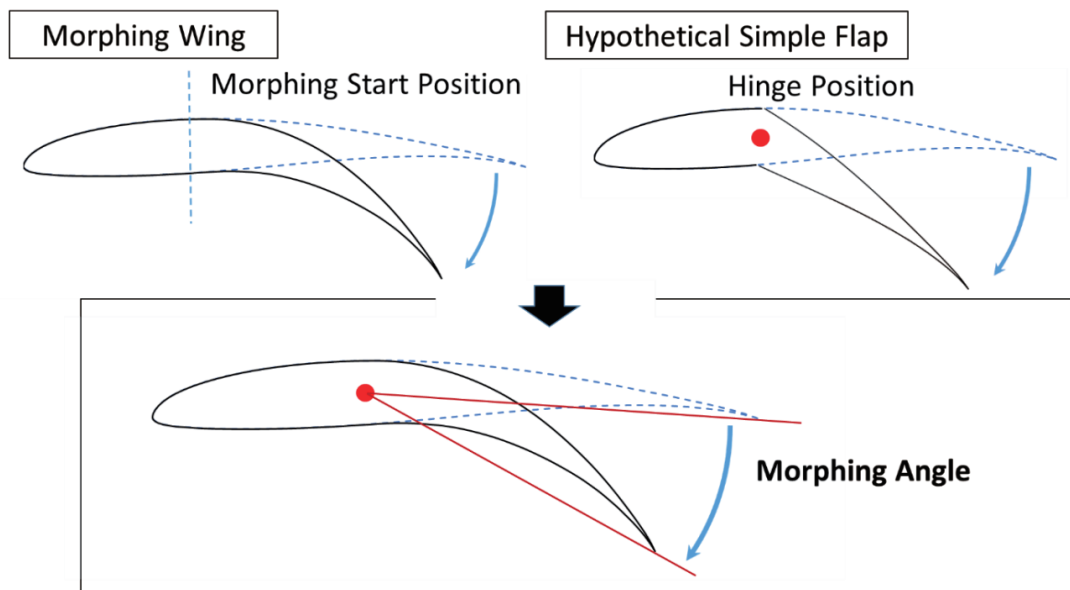 Morphing Wing
Hypothetical Simple Flap
Morphing Start Position
Hinge Position
Morphing Angle